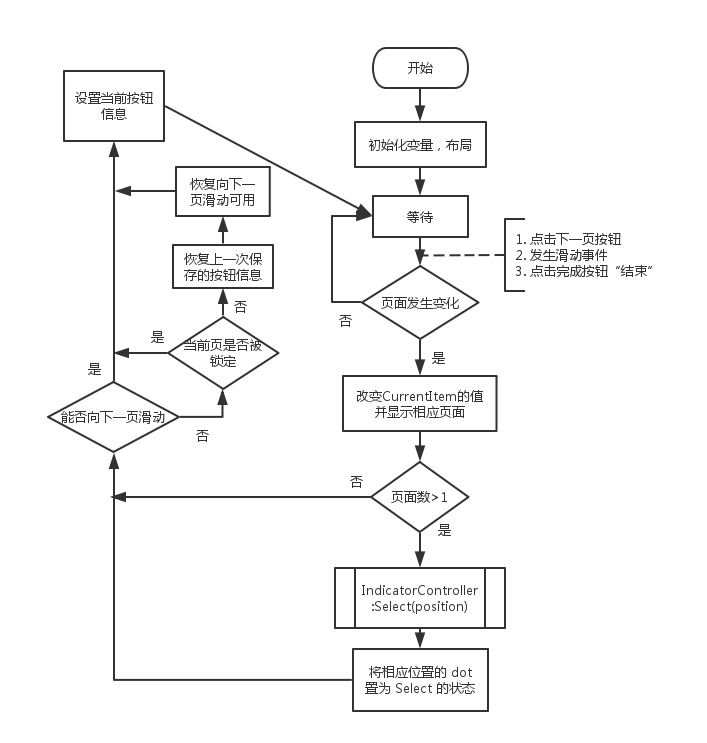 开始
初始化变量，布局
等待
1. 点击下一页按钮
2. 发生滑动事件
3. 点击完成按钮“结束”
页面发生变化
否
是
改变CurrentItem的值
并显示相应页面
页面数>1
否
是
IndicatorController
:Select(position)
将相应位置的 dot
置为 Select 的状态
能否向下一页滑动
是
否
当前页是否被
锁定
是
否
恢复上一次保
存的按钮信息
恢复向下一
页滑动可用
设置当前按钮
信息